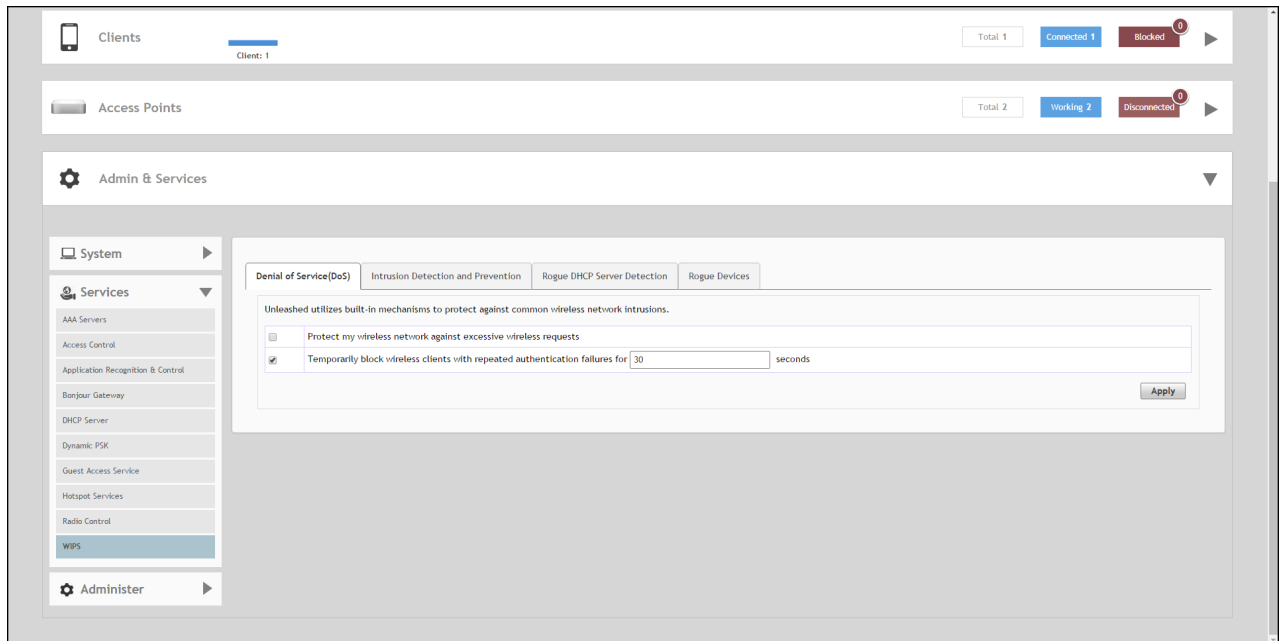 Clients
Client: 1
Total 1
Connected 1
Blocked
0
Access Points
Total 2
Working 2
Disconnected
0
Admin & Services
System
Services
AAA Servers
Access Control
Application Recognition & Control
Bonjour Gateway
DHCP Server
Dynamic PSK
Guest Access Service
Hotspot Services
Radio Control
WIPS
Administer
Denial of Service(DoS)
Intrusion Detection and Prevention
Rogue DHCP Server Detection
Rogue Devices
Unleashed utilizes built-in mechanisms to protect against common wireless network intrusions.
Protect my wireless network against excessive wireless requests
Temporarily block wireless clients with repeated authentication failures for 30 seconds
Apply